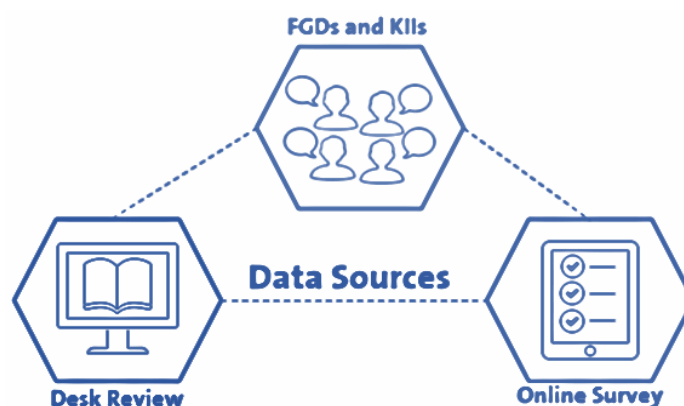 FGDs and KIIs
Data Sources
Desk Review
Online Survey